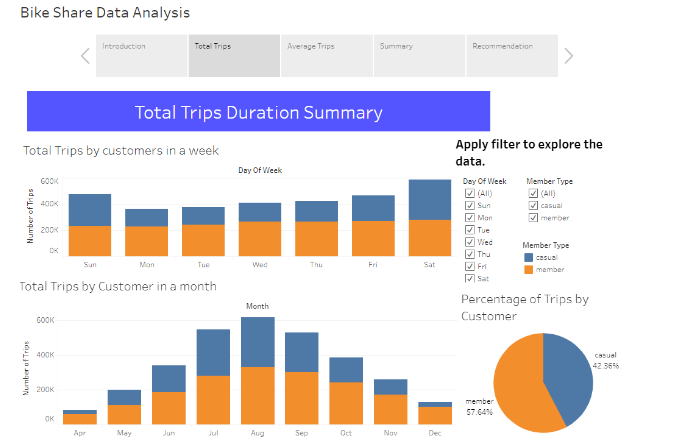 Bike Share Data Analysis
Introduction
Total Trips
Average Trips
Summary
Recommendation
Total Trips Duration Summary
Apply filter to explore the
data.
Total Trips by customers in a week
Day Of Week
600K
400K
200K
0K
Number of Trips
Sun Mon Tue Wed Thu Fri Sat
Day Of Week
(All)
Sun
Mon
Tue
Wed
Thu
Fri
Sat
Member Type
(All)
casual
member
Member Type
casual
member
Total Trips by Customer in a month
Month
600K
400K
200K
0K
Number of Trips
Apr May Jun Jul Aug Sep Oct Nov Dec
Percentage of Trips by
Customer
casual
42.36%
member
57.64%